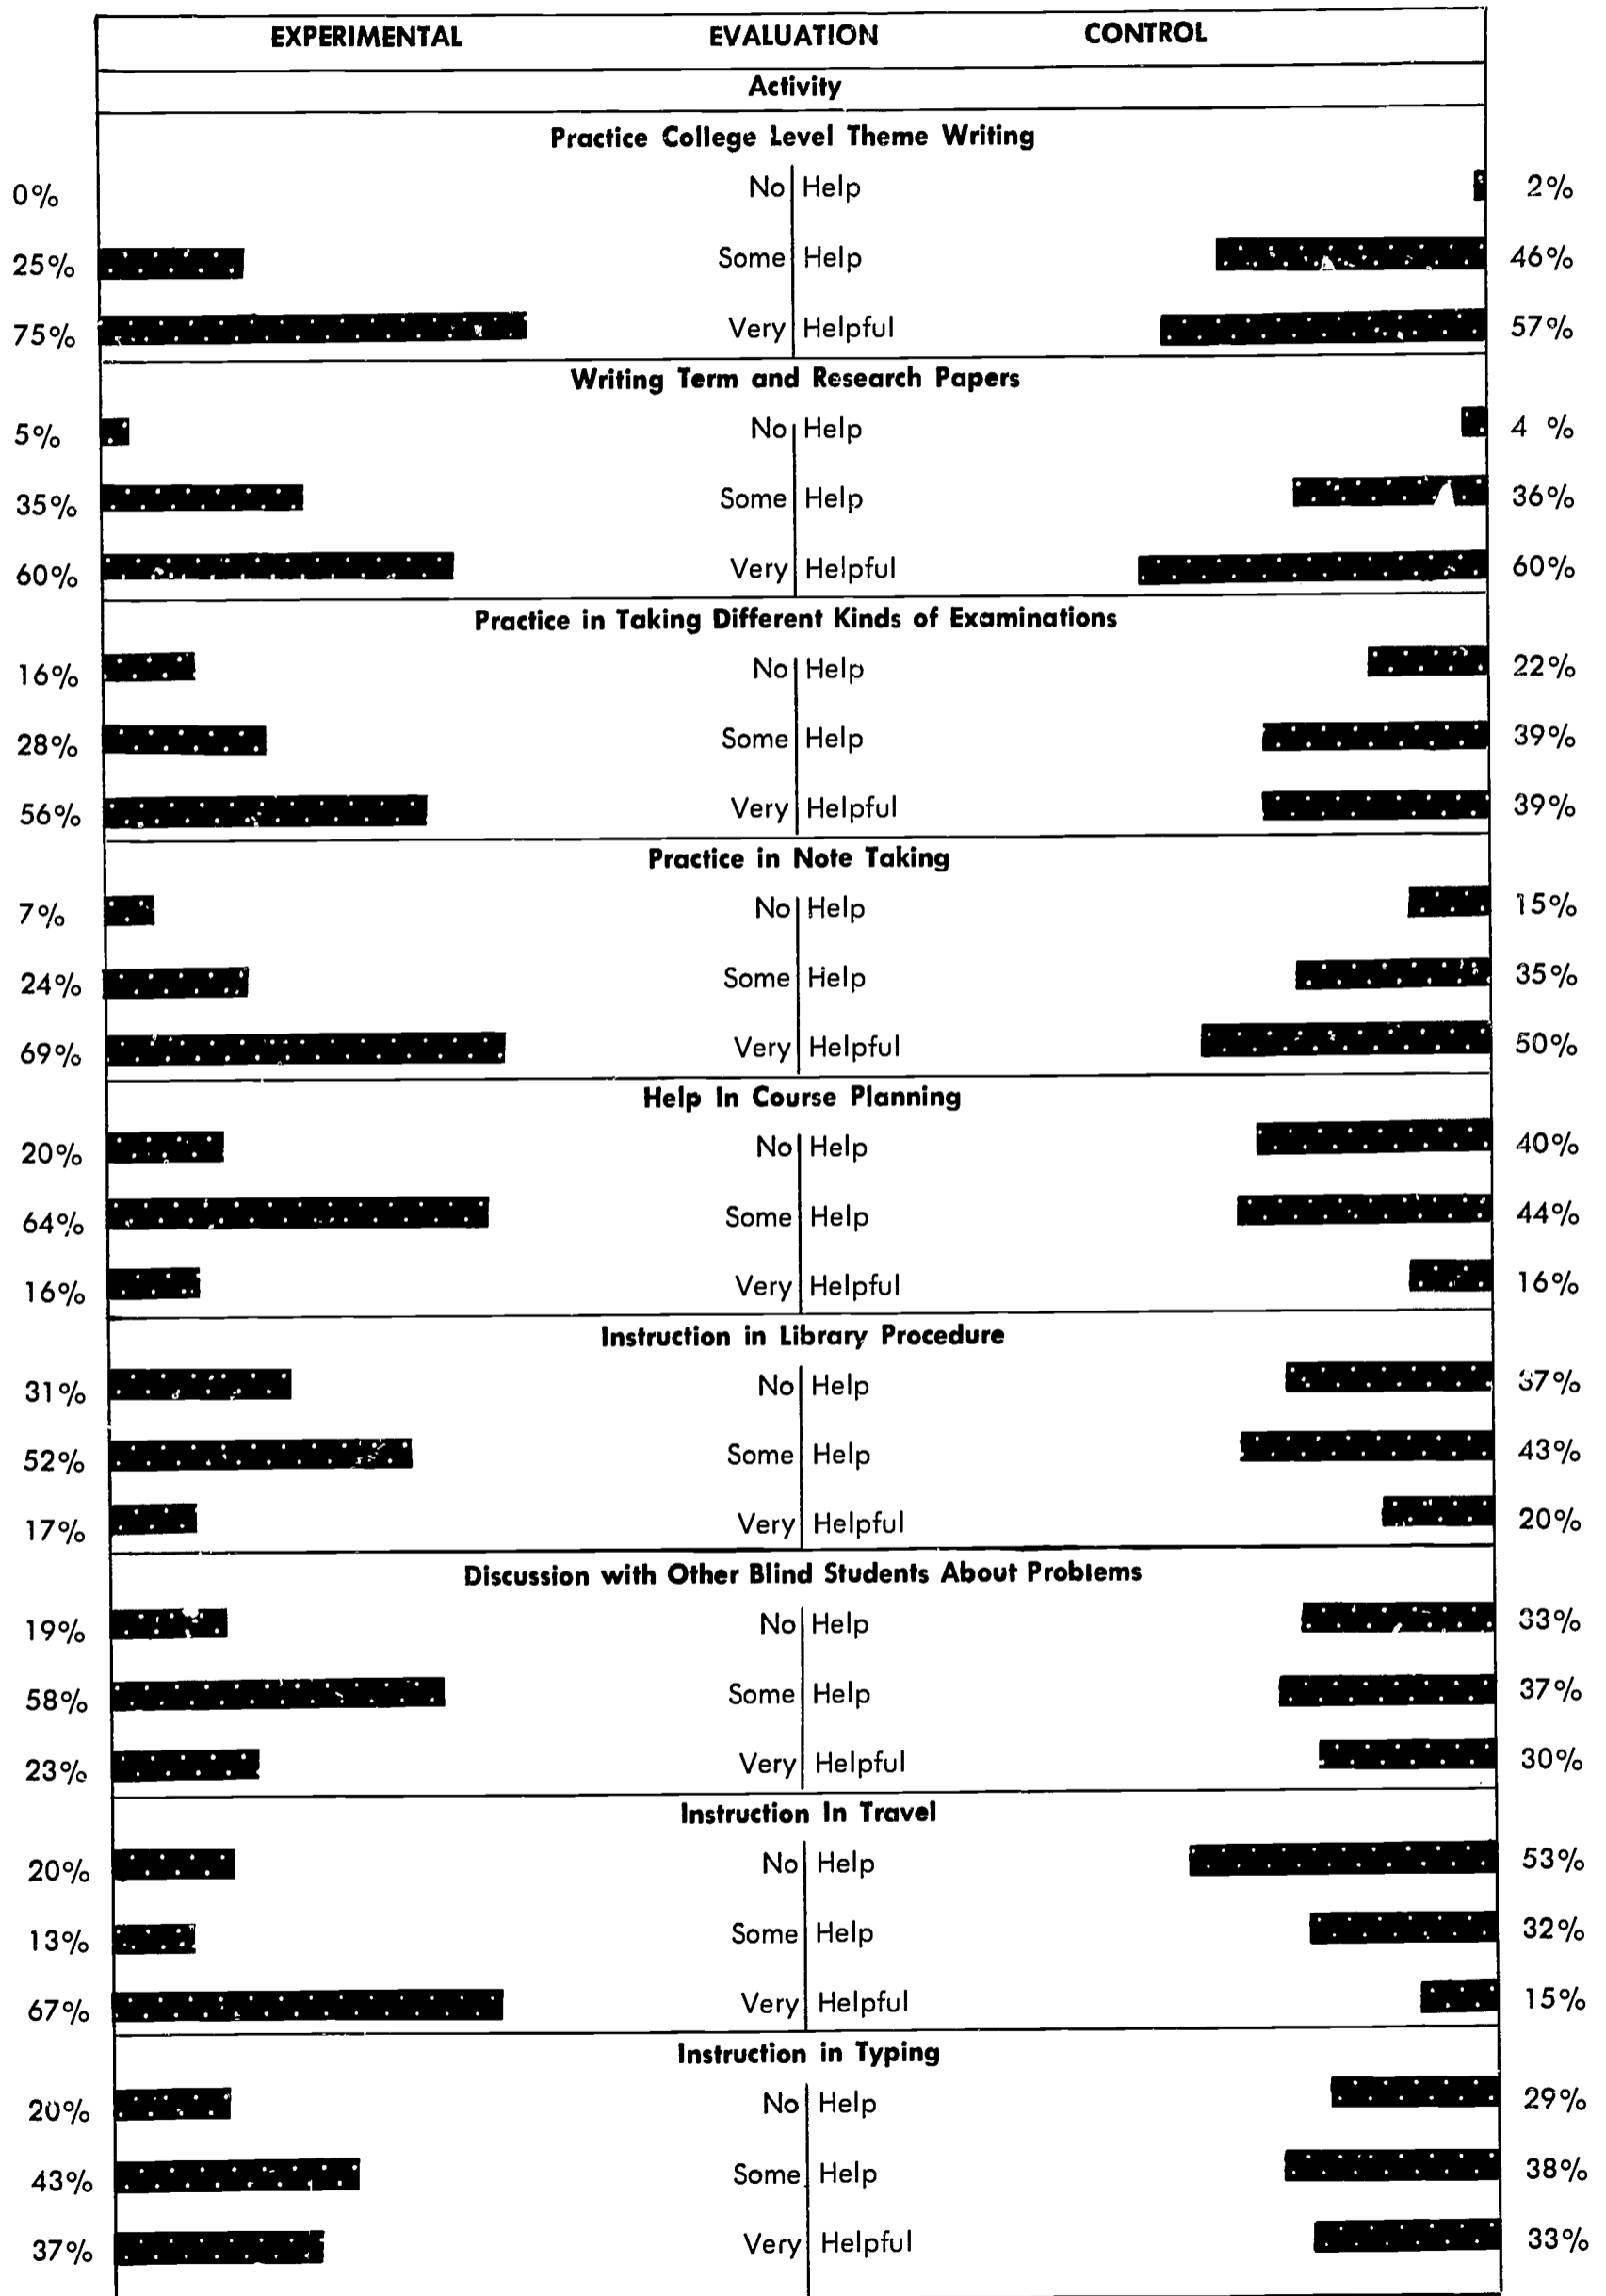 EXPERIMENTAL EVALUATION CONTROL
Activity
Practice College Level Theme Writing
0% No Help 2%
25% Some Help 46%
75% Very Helpful 57%
Writing Term and Research Papers
5% No Help 4 %
35% Some Help 36%
60% Very Helpful 60%
Practice in Taking Different Kinds of Examinations
16% No Help 22%
28% Some Help 39%
56% Very Helpful 39%
Practice in Note Taking
7% No Help 15%
24% Some Help 35%
69% Very Helpful 50%
Help In Course Planning
20% No Help 40%
64% Some Help 44%
16% Very Helpful 16%
Instruction in Library Procedure
31% No Help 37%
52% Some Help 43%
17% Very Helpful 20%
Discussion with Other Blind Students About Problems
19% No Help 33%
58% Some Help 37%
23% Very Helpful 30%
Instruction In Travel
20% No Help 53%
13% Some Help 32%
67% Very Helpful 15%
Instruction in Typing
20% No Help 29%
43% Some Help 38%
37% Very Helpful 33%